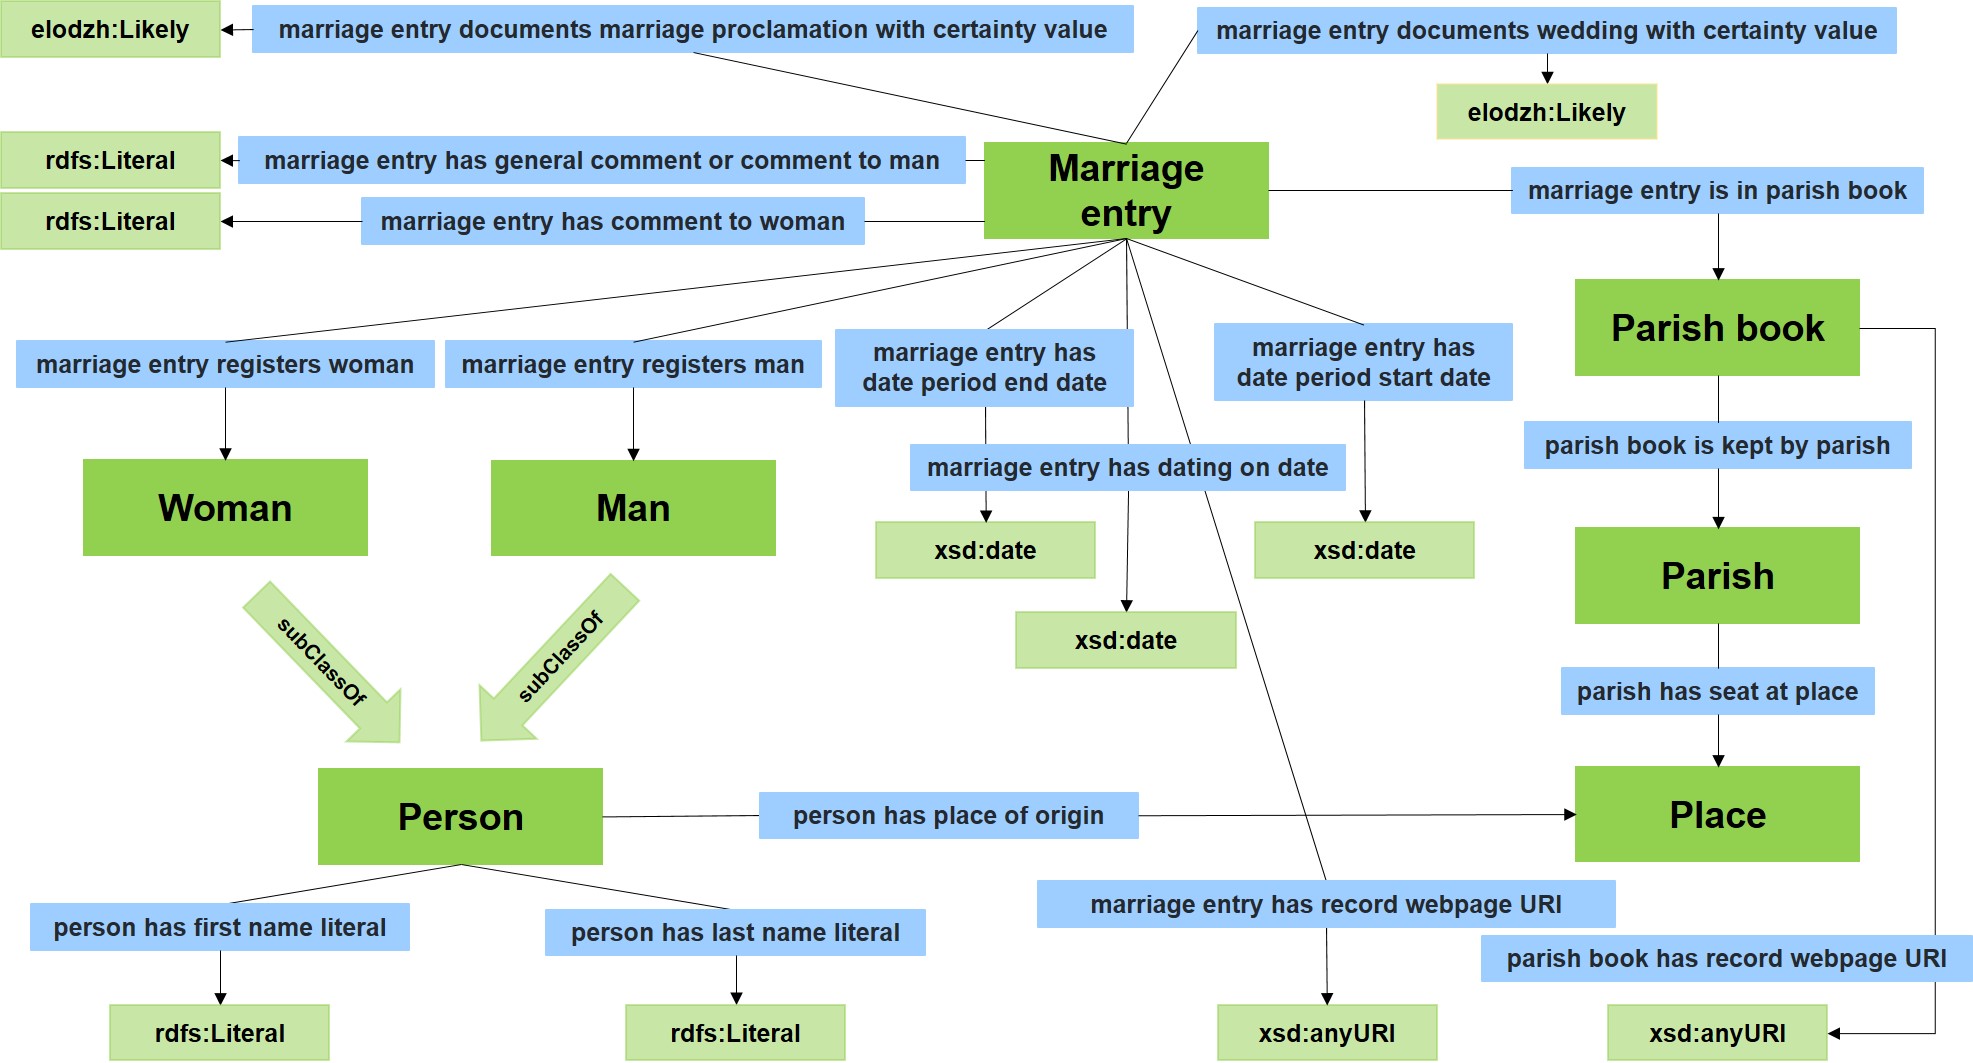 elodzh:Likely
marriage entry documents marriage proclamation with certainty value
marriage entry documents wedding with certainty value
elodzh:Likely
rdfs:Literal
marriage entry has general comment or comment to man
Marriage
entry
marriage entry is in parish book
rdfs:Literal
marriage entry has comment to woman
Parish book
marriage entry registers woman
marriage entry registers man
marriage entry has
date period end date
marriage entry has
date period start date
parish book is kept by parish
marriage entry has dating on date
Woman
Man
xsd:date
xsd:date
Parish
xsd:date
subClassOf
subClassOf
parish has seat at place
Person
person has place of origin
Place
person has first name literal
person has last name literal
marriage entry has record webpage URI
parish book has record webpage URI
rdfs:Literal
rdfs:Literal
xsd:anyURI
xsd:anyURI